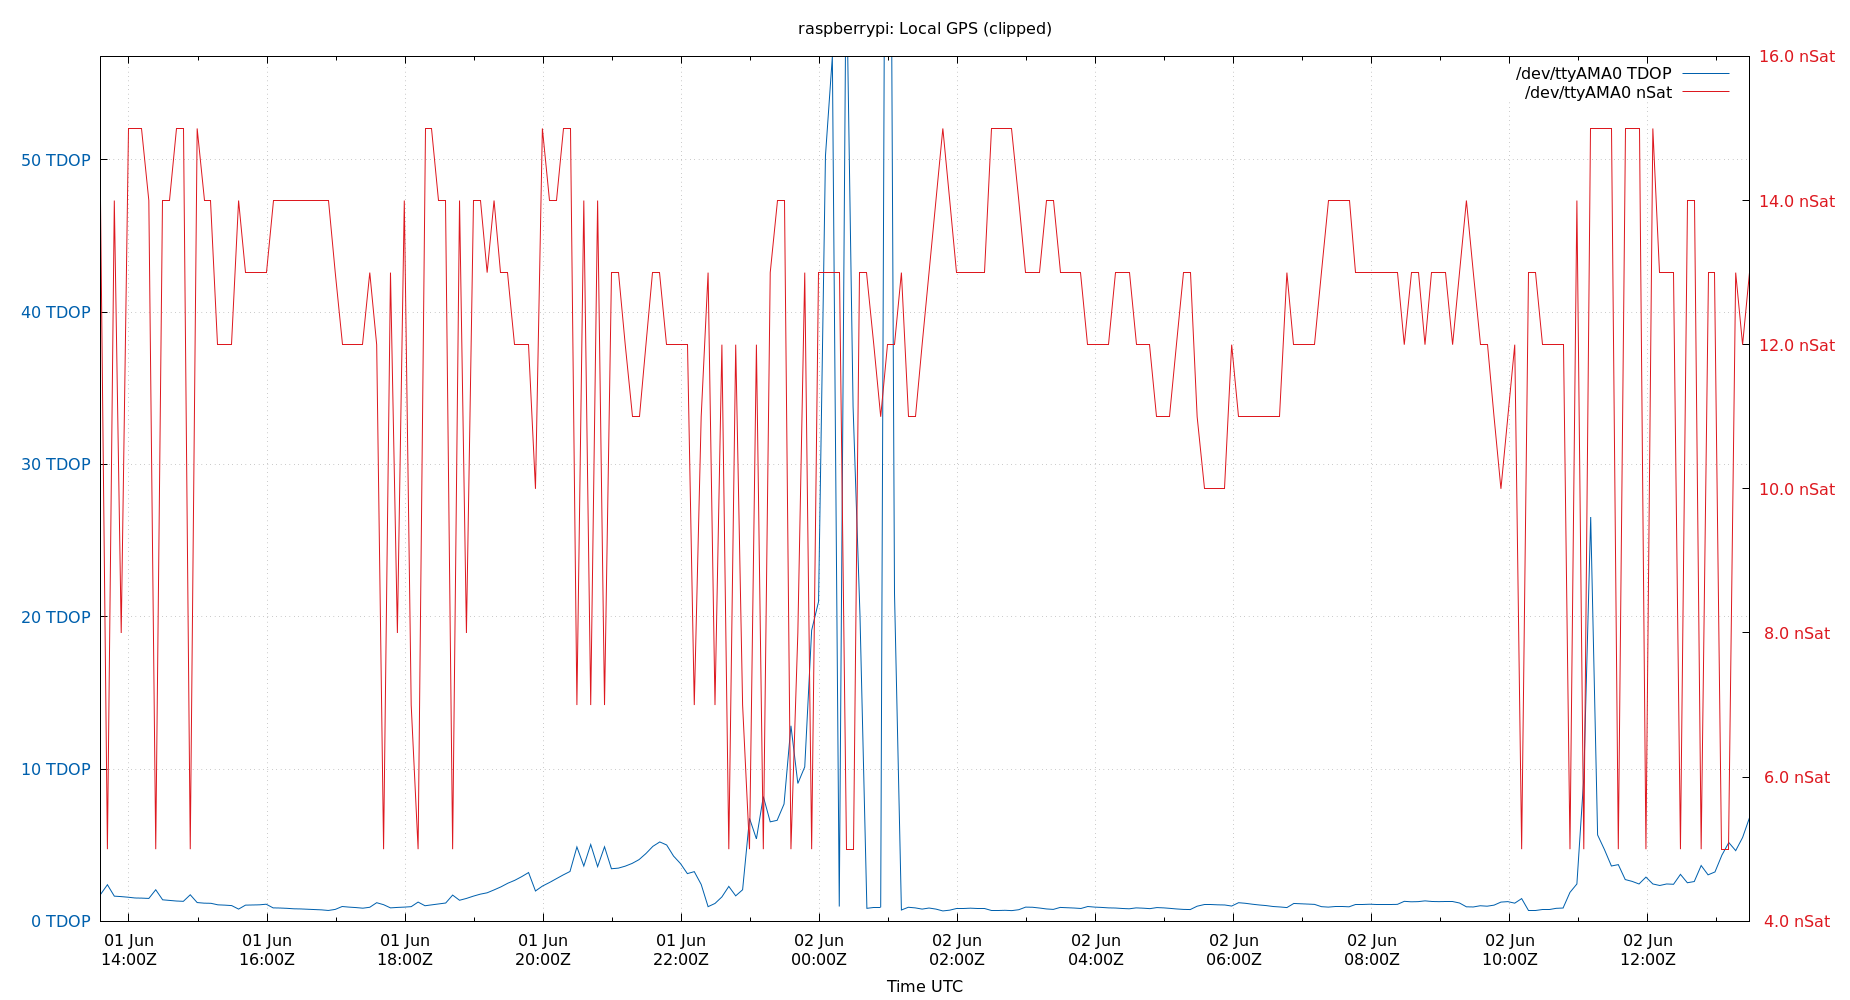 raspberrypi: Local GPS (clipped)
/dev/ttyAMA0 TDOP
/dev/ttyAMA0 nSat
16.0 nSat
50 TDOP
14.0 nSat
40 TDOP
12.0 nSat
30 TDOP
10.0 nSat
20 TDOP
8.0 nSat
10 TDOP
6.0 nSat
0 TDOP
4.0 nSat
01 Jun 01 Jun 01 Jun 01 Jun 01 Jun 02 Jun 02 Jun 02 Jun 02 Jun 02 Jun 02 Jun 02 Jun
14:00Z 16:00Z 18:00Z 20:00Z 22:00Z 00:00Z 02:00Z 04:00Z 06:00Z 08:00Z 10:00Z 12:00Z
Time UTC